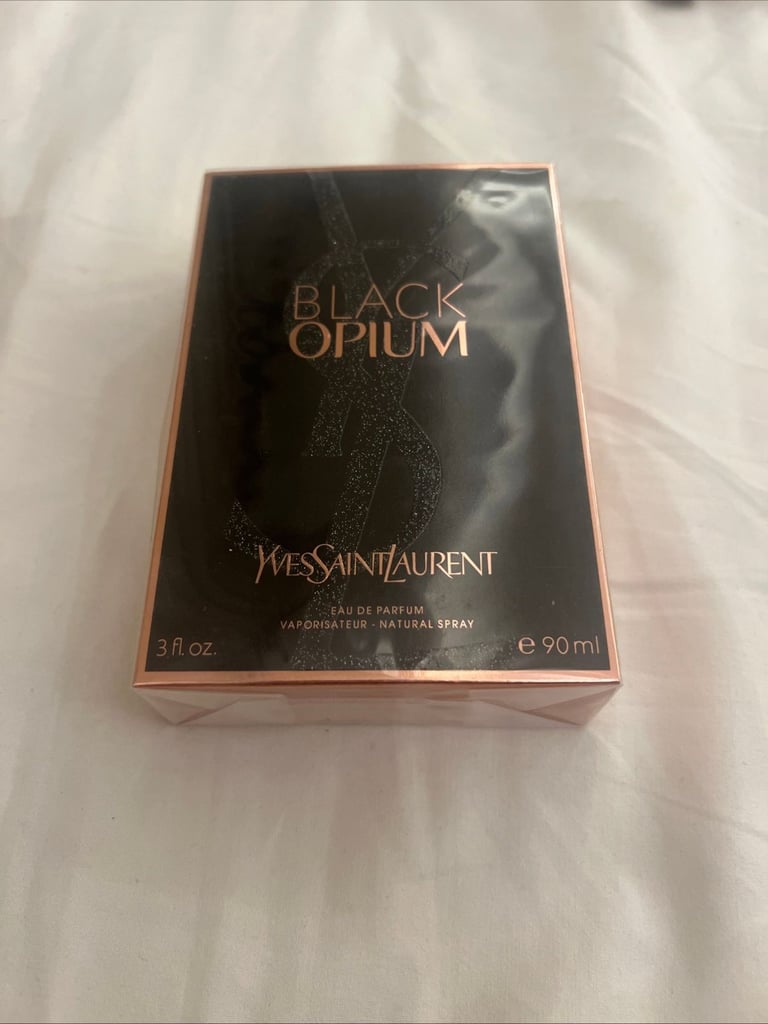 BLACK
OPIUM
YVESSAINTLAURENT
EAU DE PARFUM
VAPORISATEUR - NATURAL SPRAY
3 fl. oz. ℮ 90 ml